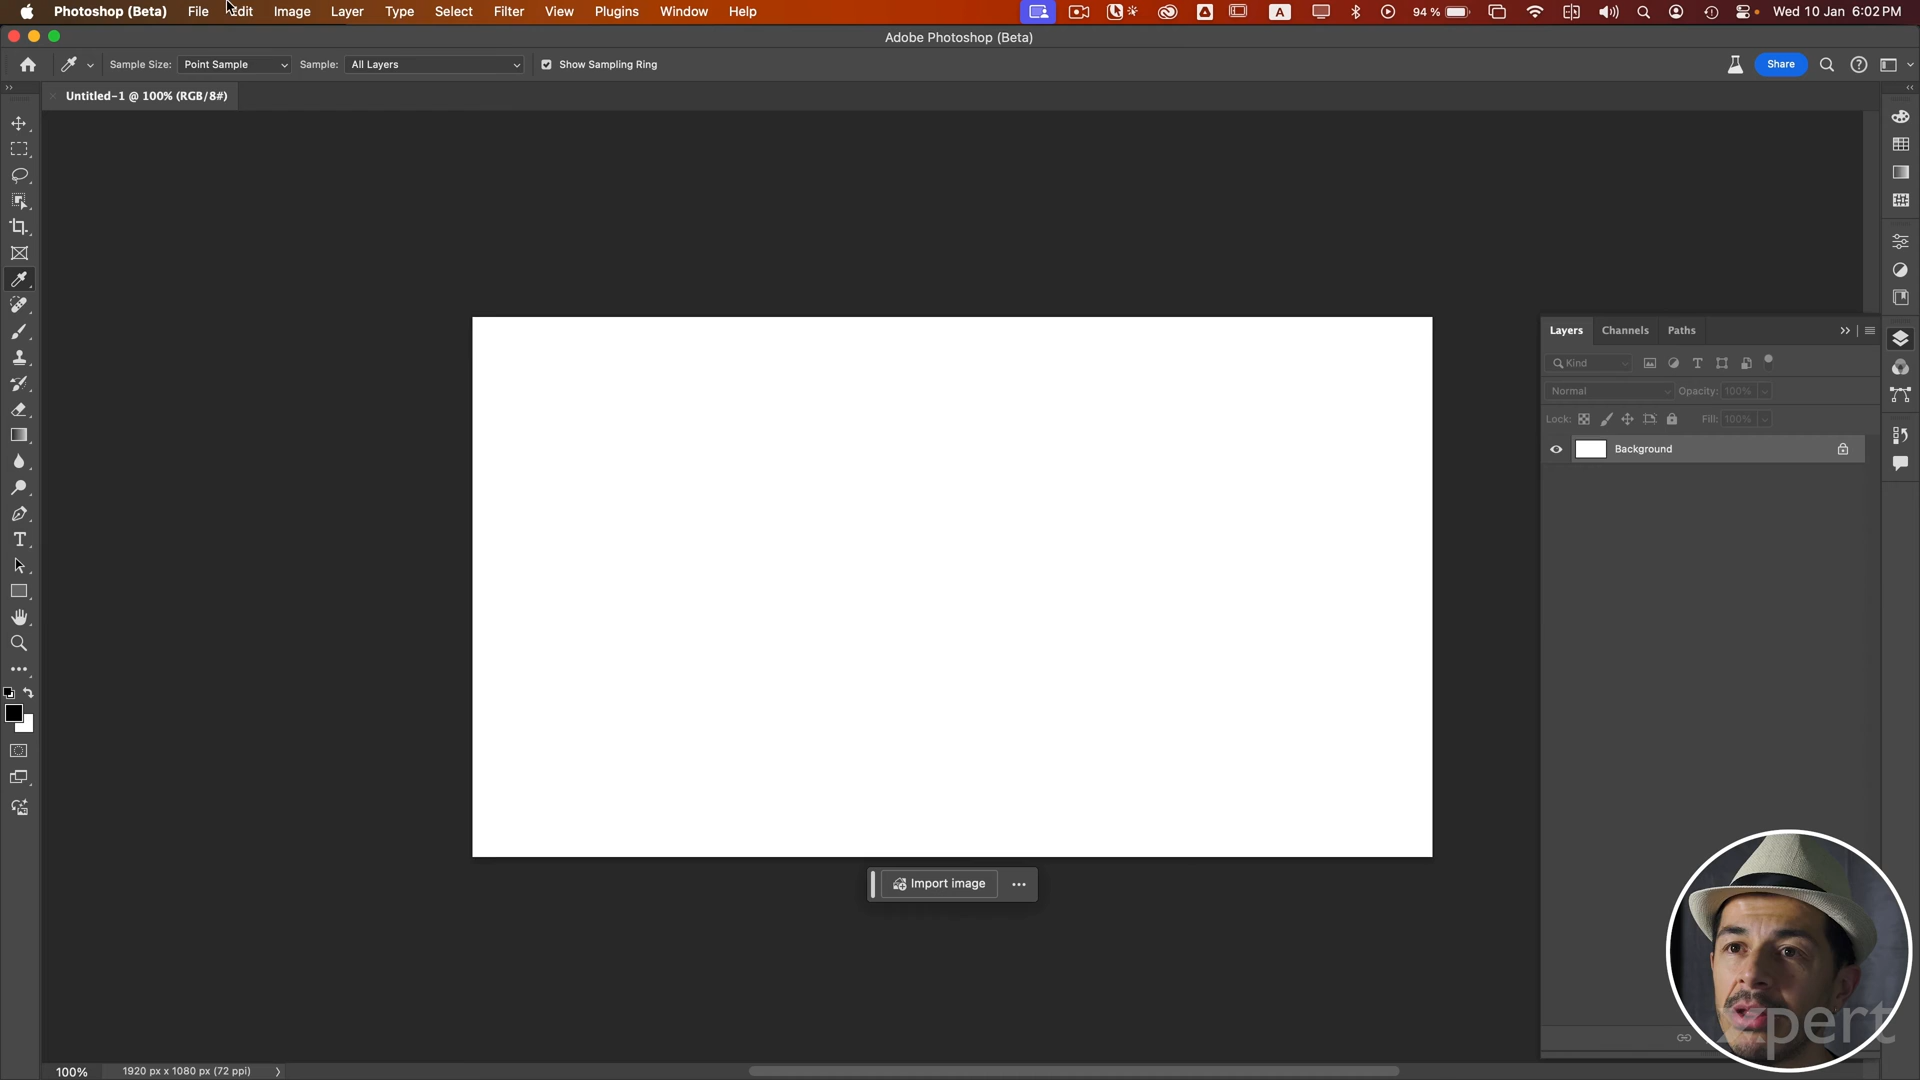 Photoshop (Beta) File Edit Image Layer Type Select Filter View Plugins Window Help A 94 % Wed 10 Jan 6:02 PM
Adobe Photoshop (Beta)
Sample Size: Point Sample Sample: All Layers Show Sampling Ring Share
Untitled-1 @ 100% (RGB/8#)
Layers Channels Paths
Kind
Normal Opacity: 100%
Lock: Fill: 100%
Background
Import image
100% 1920 px x 1080 px (72 ppi)